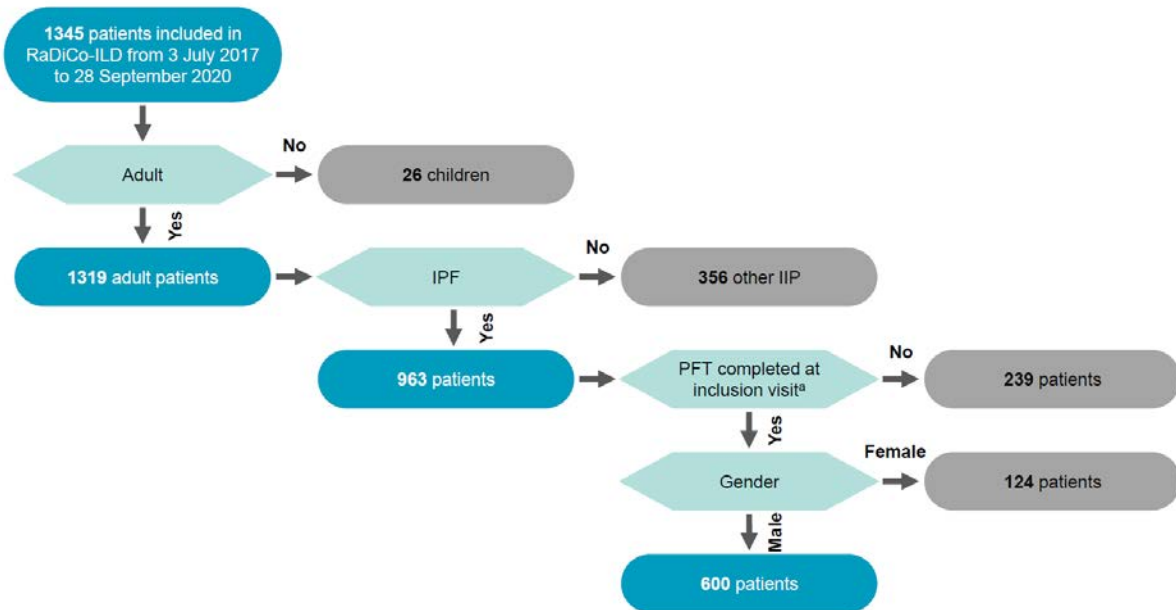 1345 patients included in
RaDiCo-ILD from 3 July 2017
to 28 September 2020
Adult
No
26 children
Yes
1319 adult patients
IPF
No
356 other IIP
Yes
963 patients
PFT completed at
inclusion visitᵃ
No
239 patients
Yes
Gender
Female
124 patients
Male
600 patients